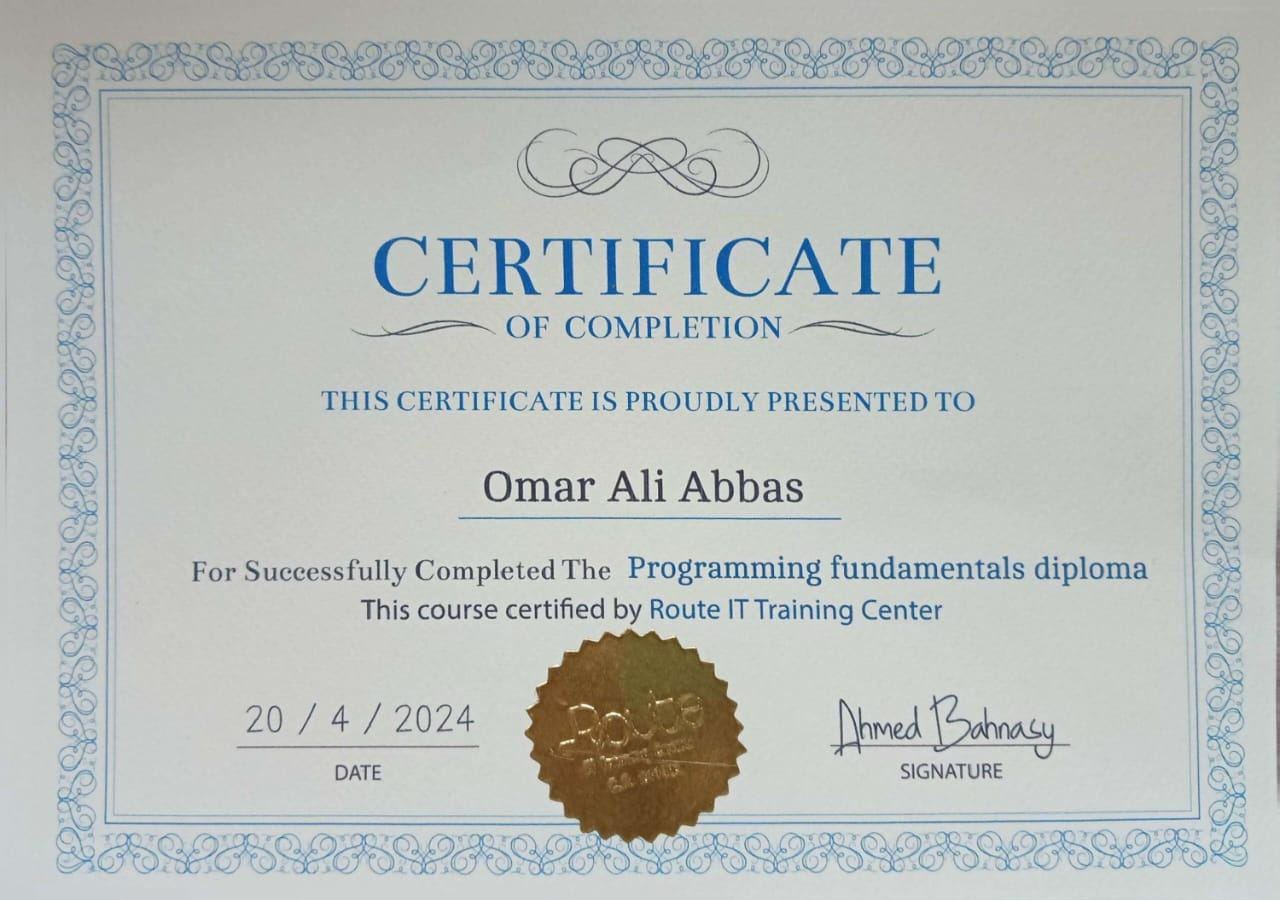 CERTIFICATE
OF COMPLETION
THIS CERTIFICATE IS PROUDLY PRESENTED TO
Omar Ali Abbas
For Successfully Completed The Programming fundamentals diploma
This course certified by Route IT Training Center
20 / 4 / 2024
DATE
Route
Ahmed Bahnasy
SIGNATURE